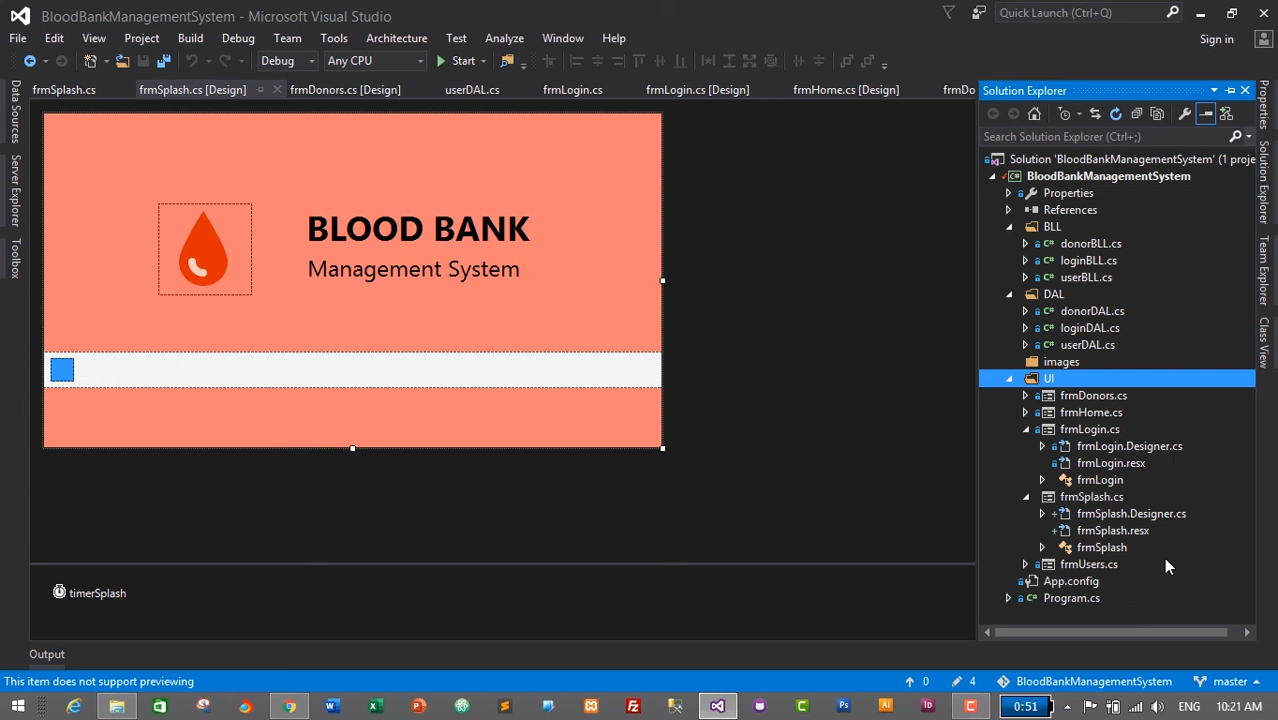 BloodBankManagementSystem - Microsoft Visual Studio
Quick Launch (Ctrl+Q)
File Edit View Project Build Debug Team Tools Architecture Test Analyze Window Help
Sign in
Debug Any CPU Start
frmSplash.cs frmSplash.cs [Design] frmDonors.cs [Design] userDAL.cs frmLogin.cs frmLogin.cs [Design] frmHome.cs [Design] frmDo
Data Sources
Server Explorer
Toolbox
BLOOD BANK
Management System
timerSplash
Output
Solution Explorer
Search Solution Explorer (Ctrl+;)
Solution 'BloodBankManagementSystem' (1 proje
BloodBankManagementSystem
Properties
References
BLL
donorBLL.cs
loginBLL.cs
userBLL.cs
DAL
donorDAL.cs
loginDAL.cs
userDAL.cs
images
UI
frmDonors.cs
frmHome.cs
frmLogin.cs
frmLogin.Designer.cs
frmLogin.resx
frmLogin
frmSplash.cs
frmSplash.Designer.cs
frmSplash.resx
frmSplash
frmUsers.cs
App.config
Program.cs
Properties
Solution Explorer
Team Explorer
Class View
This item does not support previewing
0 4 BloodBankManagementSystem master
0:51 ENG 10:21 AM